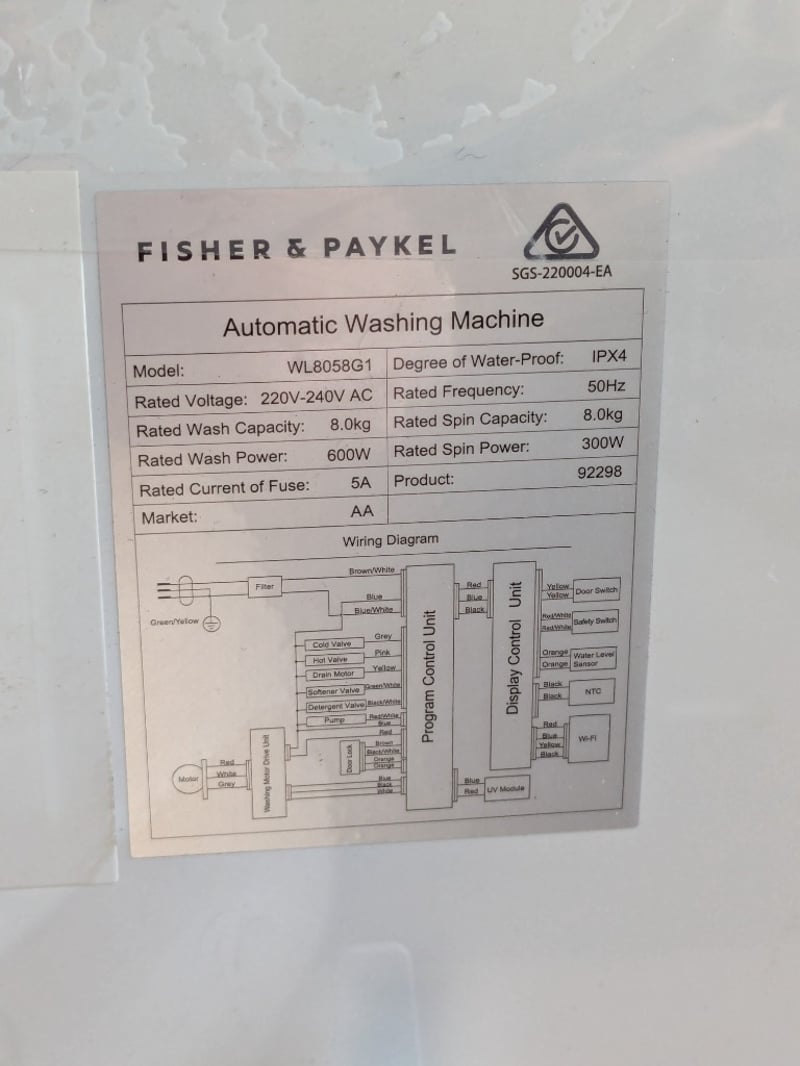 FISHER & PAYKEL
SGS-220004-EA
Automatic Washing Machine
Model: WL8058G1 Degree of Water-Proof: IPX4
Rated Voltage: 220V-240V AC Rated Frequency: 50Hz
Rated Wash Capacity: 8.0kg Rated Spin Capacity: 8.0kg
Rated Wash Power: 600W Rated Spin Power: 300W
Rated Current of Fuse: 5A Product: 92298
Market: AA
Wiring Diagram
Brown/White
Filter
Blue
Blue/White
Green/Yellow
Cold Valve Grey
Hot Valve Pink
Drain Motor Yellow
Softener Valve Green/White
Detergent Valve Black/White
Pump Red/White
Blue
Red
Door Lock
Brown
Black/White
Orange
Orange
Motor
Red
White
Grey
Washing Motor Drive Unit
Blue
Black
White
Program Control Unit
Red
Blue
Black
Display Control Unit
Yellow
Yellow
Door Switch
Red/White
Red/White
Safety Switch
Orange
Orange
Water Level
Sensor
Black
Black
NTC
Red
Blue
Yellow
Black
Wi-Fi
Blue
Red
UV Module